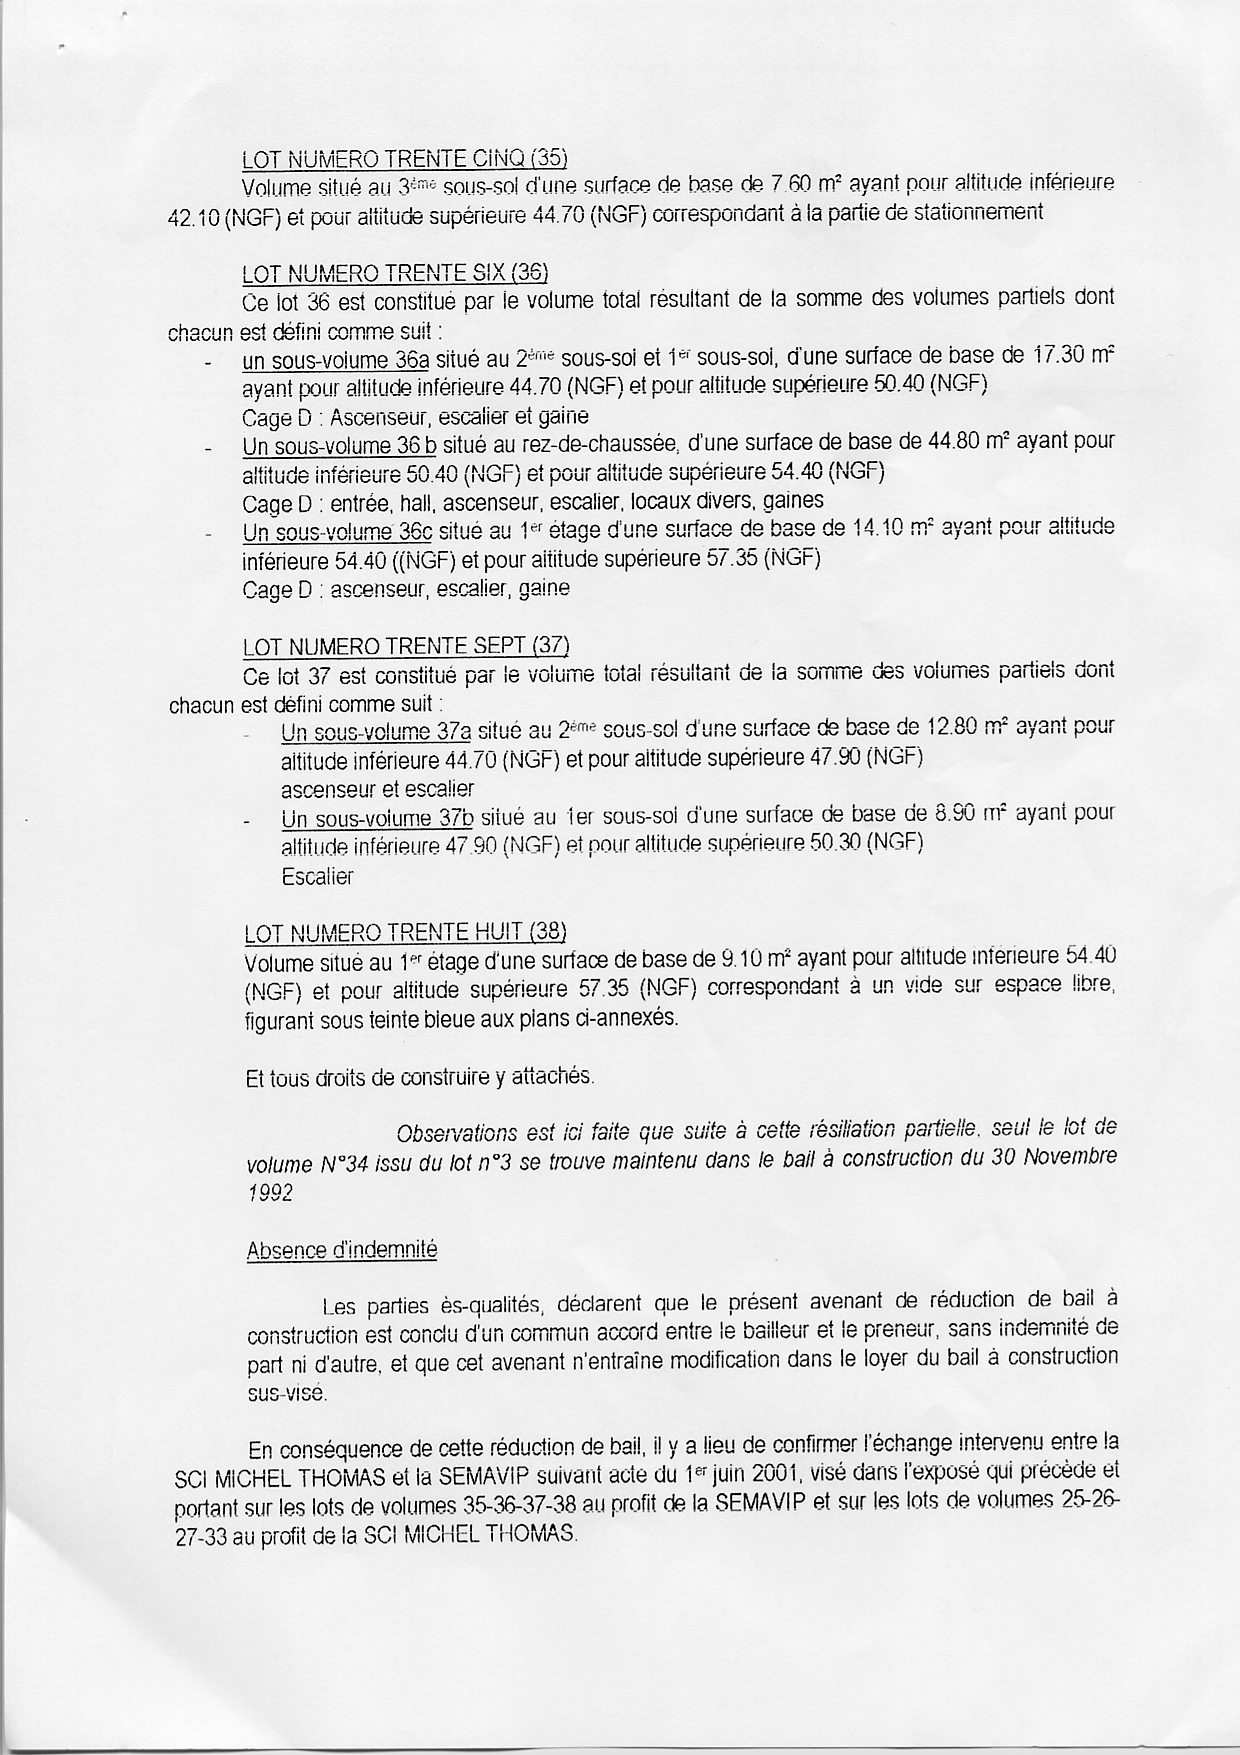 LOT NUMERO TRENTE CINQ (35)
Volume situé au 3ème sous-sol d'une surface de base de 7.60 m² ayant pour altitude inférieure
42.10 (NGF) et pour altitude supérieure 44.70 (NGF) correspondant à la partie de stationnement
LOT NUMERO TRENTE SIX (36)
Ce lot 36 est constitué par le volume total résultant de la somme des volumes partiels dont
chacun est défini comme suit :
- un sous-volume 36a situé au 2ème sous-sol et 1er sous-sol, d'une surface de base de 17.30 m²
ayant pour altitude inférieure 44.70 (NGF) et pour altitude supérieure 50.40 (NGF)
Cage D : Ascenseur, escalier et gaine
- Un sous-volume 36 b situé au rez-de-chaussée, d'une surface de base de 44.80 m² ayant pour
altitude inférieure 50.40 (NGF) et pour altitude supérieure 54.40 (NGF)
Cage D : entrée, hall, ascenseur, escalier, locaux divers, gaines
- Un sous-volume 36c situé au 1er étage d'une surface de base de 14.10 m² ayant pour altitude
inférieure 54.40 ((NGF) et pour altitude supérieure 57.35 (NGF)
Cage D : ascenseur, escalier, gaine
LOT NUMERO TRENTE SEPT (37)
Ce lot 37 est constitué par le volume total résultant de la somme des volumes partiels dont
chacun est défini comme suit :
- Un sous-volume 37a situé au 2ème sous-sol d'une surface de base de 12.80 m² ayant pour
altitude inférieure 44.70 (NGF) et pour altitude supérieure 47.90 (NGF)
ascenseur et escalier
- Un sous-volume 37b situé au 1er sous-sol d'une surface de base de 8.90 m² ayant pour
altitude inférieure 47.90 (NGF) et pour altitude supérieure 50.30 (NGF)
Escalier
LOT NUMERO TRENTE HUIT (38)
Volume situé au 1er étage d'une surface de base de 9.10 m² ayant pour altitude inférieure 54.40
(NGF) et pour altitude supérieure 57.35 (NGF) correspondant à un vide sur espace libre,
figurant sous teinte bleue aux plans ci-annexés.
Et tous droits de construire y attachés.
Observations est ici faite que suite à cette résiliation partielle, seul le lot de
volume N°34 issu du lot n°3 se trouve maintenu dans le bail à construction du 30 Novembre
1992
Absence d'indemnité
Les parties ès-qualités, déclarent que le présent avenant de réduction de bail à
construction est conclu d'un commun accord entre le bailleur et le preneur, sans indemnité de
part ni d'autre, et que cet avenant n'entraîne modification dans le loyer du bail à construction
sus-visé.
En conséquence de cette réduction de bail, il y a lieu de confirmer l'échange intervenu entre la
SCI MICHEL THOMAS et la SEMAVIP suivant acte du 1er juin 2001, visé dans l'exposé qui précède et
portant sur les lots de volumes 35-36-37-38 au profit de la SEMAVIP et sur les lots de volumes 25-26-
27-33 au profit de la SCI MICHEL THOMAS.